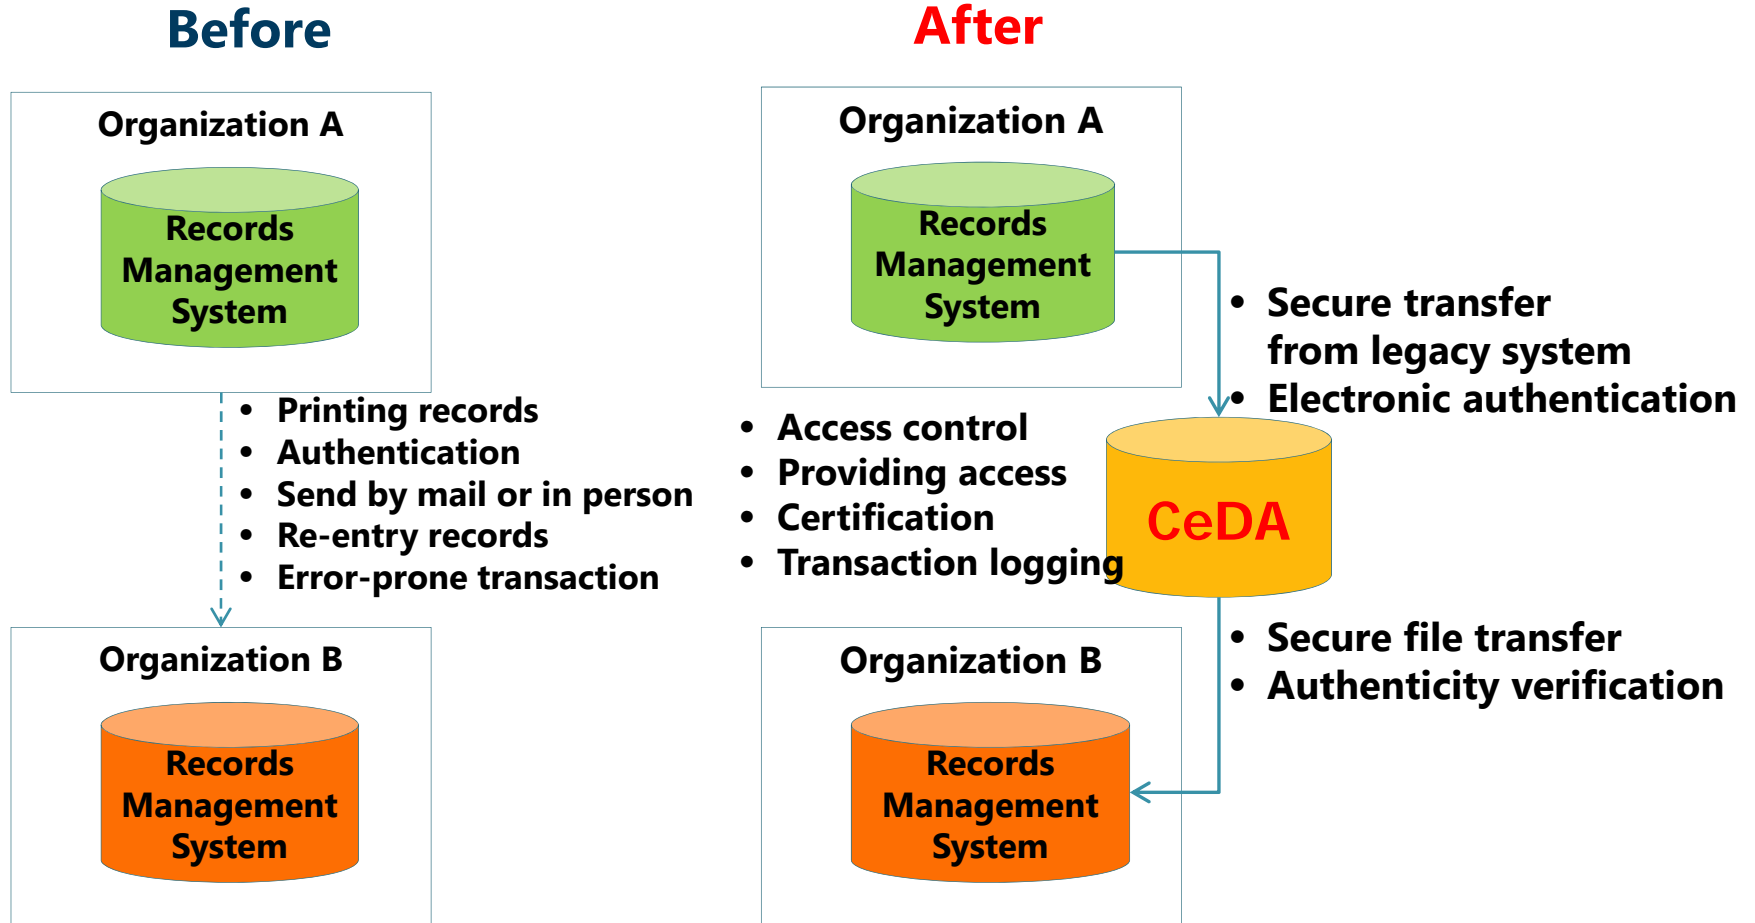 Before
Organization A
Records
Management
System
• Printing records
• Authentication
• Send by mail or in person
• Re-entry records
• Error-prone transaction
Organization B
Records
Management
System
After
Organization A
Records
Management
System
• Secure transfer
from legacy system
• Electronic authentication
• Access control
• Providing access
• Certification
• Transaction logging
CeDA
• Secure file transfer
• Authenticity verification
Organization B
Records
Management
System